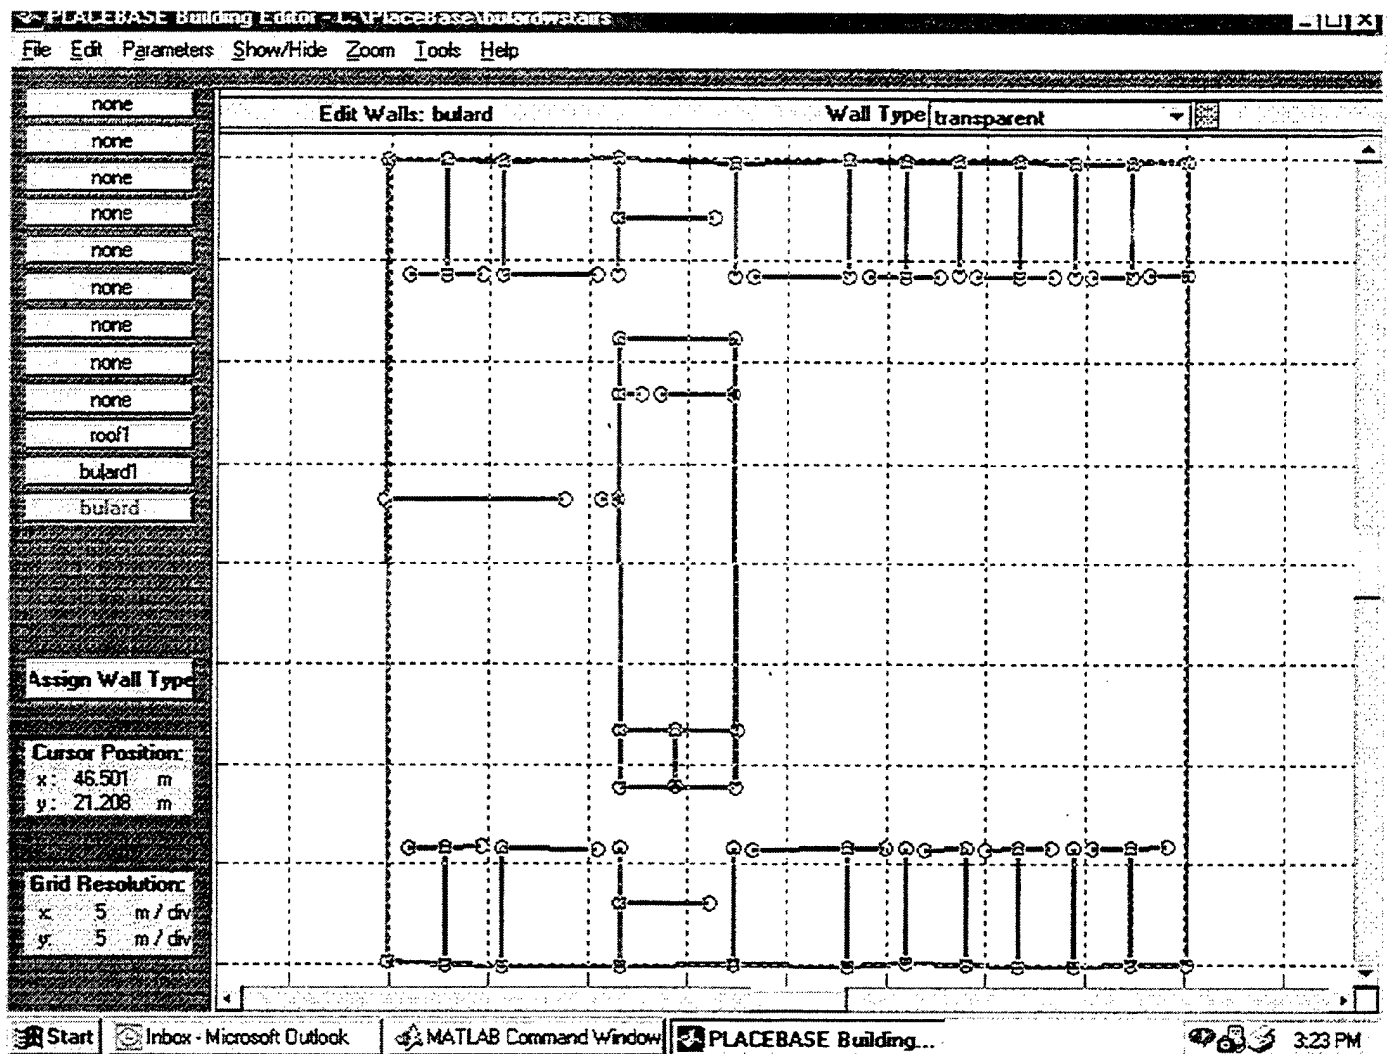 PLACEBASE Building Editor - C:\PlaceBase\bulardwstairs
File Edit Parameters Show/Hide Zoom Tools Help
none
Edit Walls: bulard Wall Type transparent
none
none
none
none
none
none
none
none
roof1
bulard1
bulard
Assign Wall Type
Cursor Position:
x: 46.501 m
y: 21.208 m
Grid Resolution:
x: 5 m / div
y: 5 m / div
Start Inbox - Microsoft Outlook MATLAB Command Window PLACEBASE Building... 3:23 PM